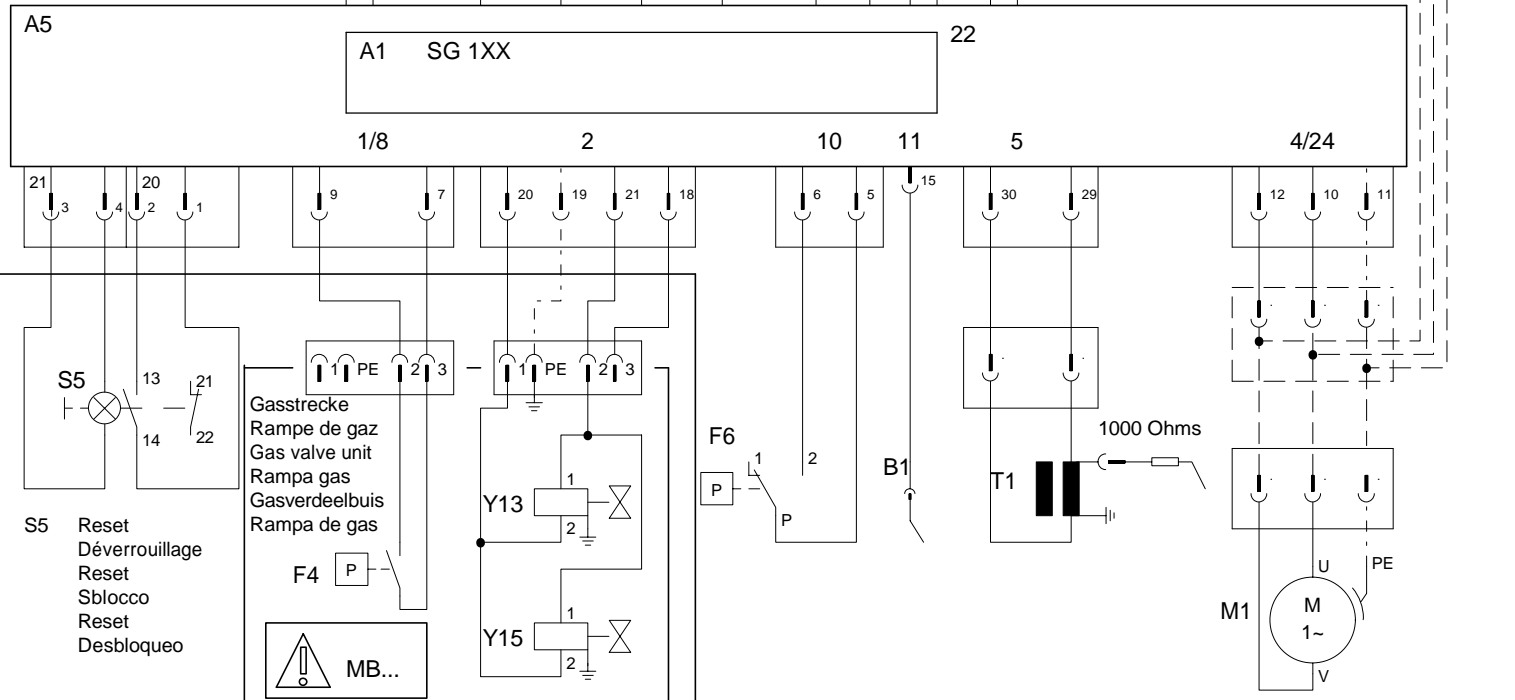 A5
A1 SG 1XX
22
1/8 2 10 11 5 4/24
21 20
3 4 2 1 9 7 20 19 21 18 6 5 15 30 29 12 10 11
1 PE 2 3 1 PE 2 3
S5 13 21
14 22
Gasstrecke
Rampe de gaz
Gas valve unit
Rampa gas
Gasverdeelbuis
Rampa de gas
F6 1 2
P
P
B1
T1
1000 Ohms
Y13 1
2
S5 Reset
Déverrouillage
Reset
Sblocco
Reset
Desbloqueo
F4 P
Y15 1
2
MB...
U PE
M1 M
1~
V